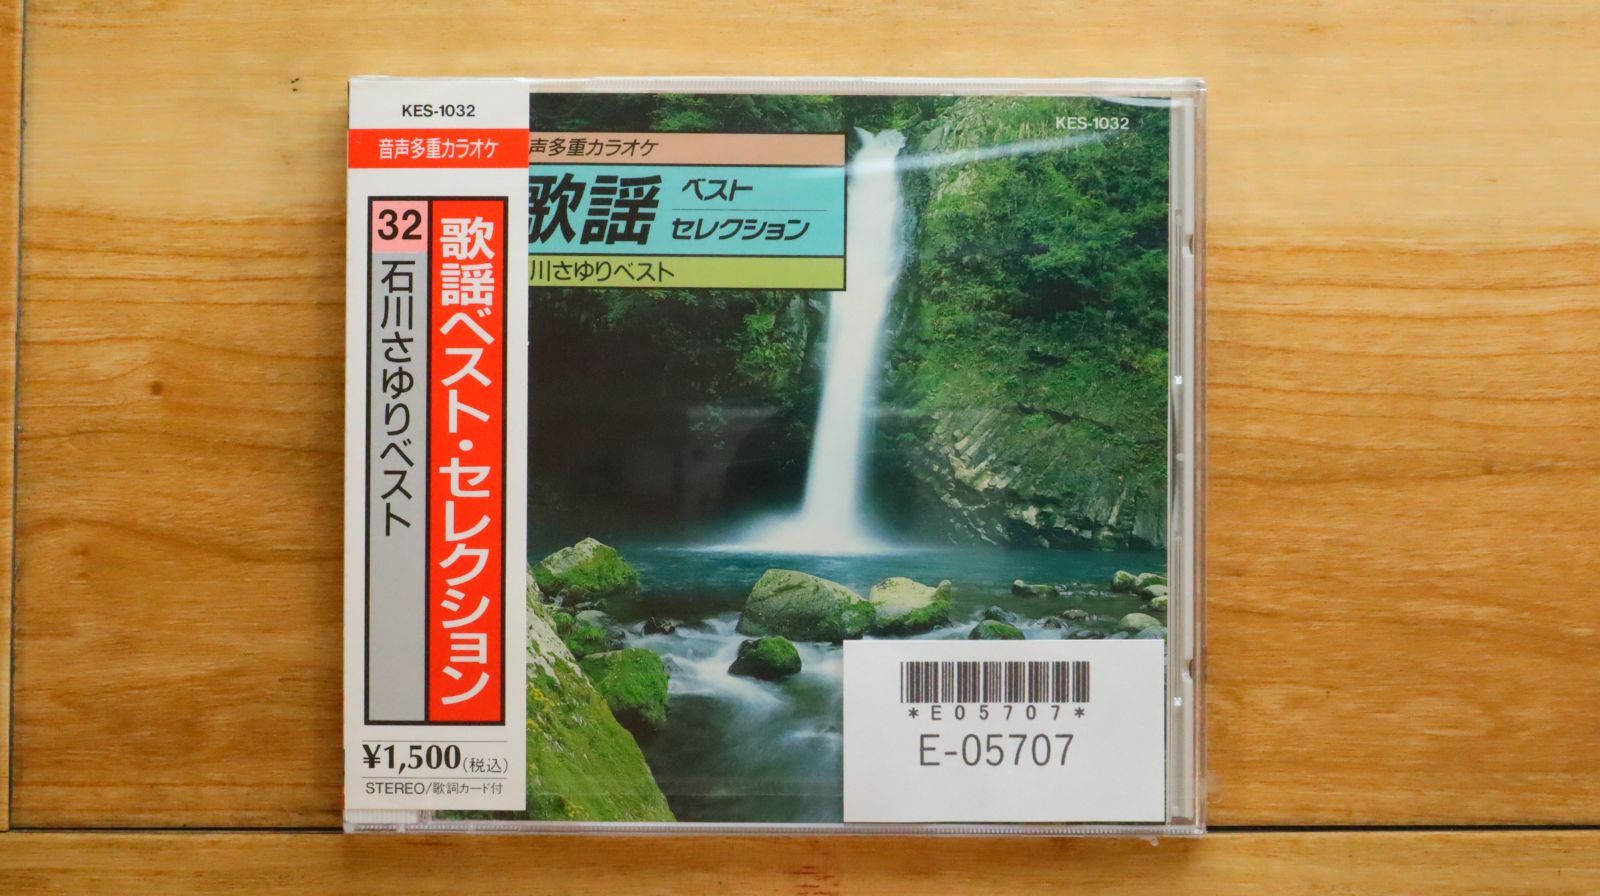 KES-1032
音声多重カラオケ
32
石川さゆりベスト
歌謡ベスト・セレクション
¥1,500(税込)
STEREO/歌詞カード付
KES-1032
声多重カラオケ
歌謡 ベスト
セレクション
川さゆりベスト
*E05707*
E-05707